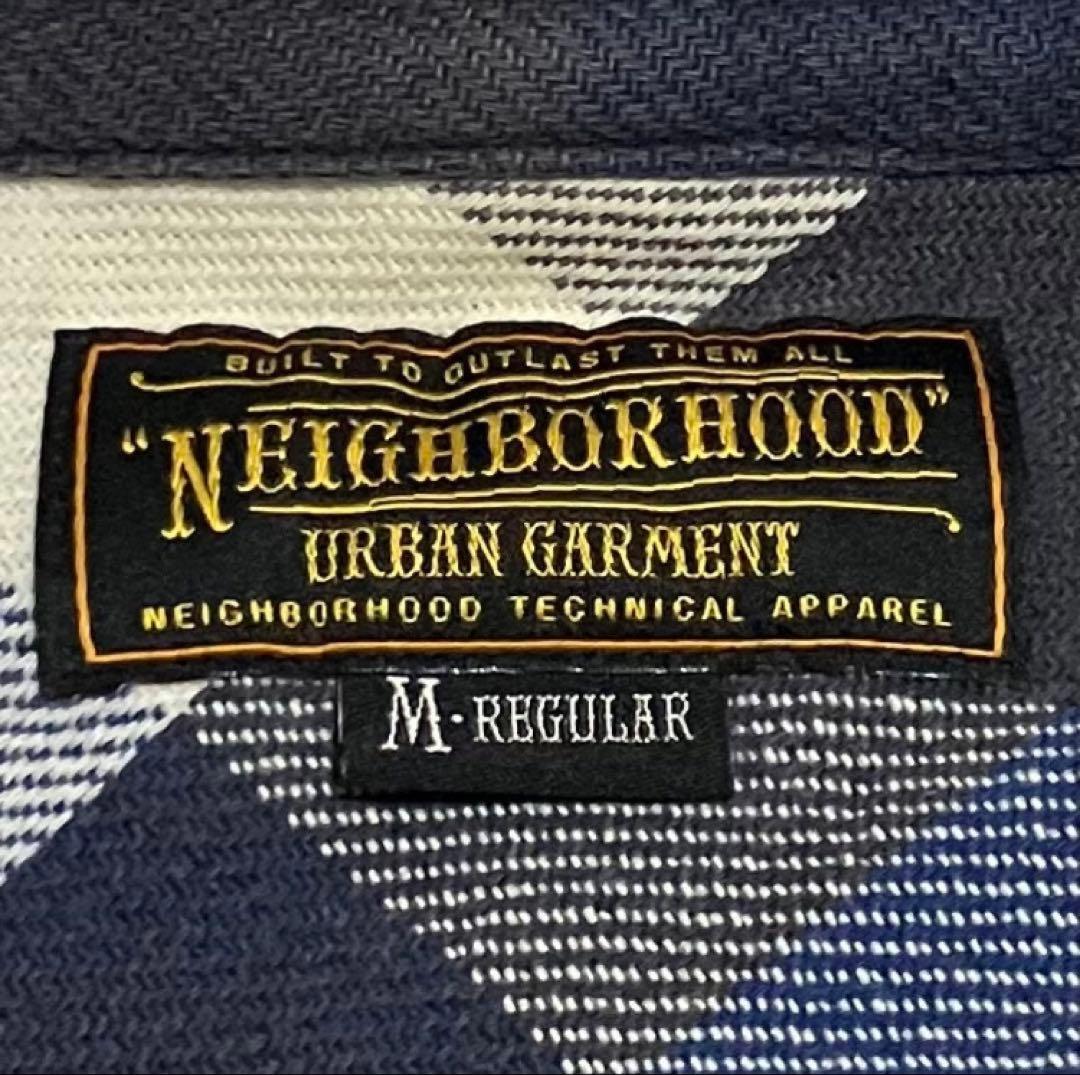 BUILT TO OUTLAST THEM ALL
“NEIGHBORHOOD”
URBAN GARMENT
NEIGHBORHOOD TECHNICAL APPAREL
M·REGULAR